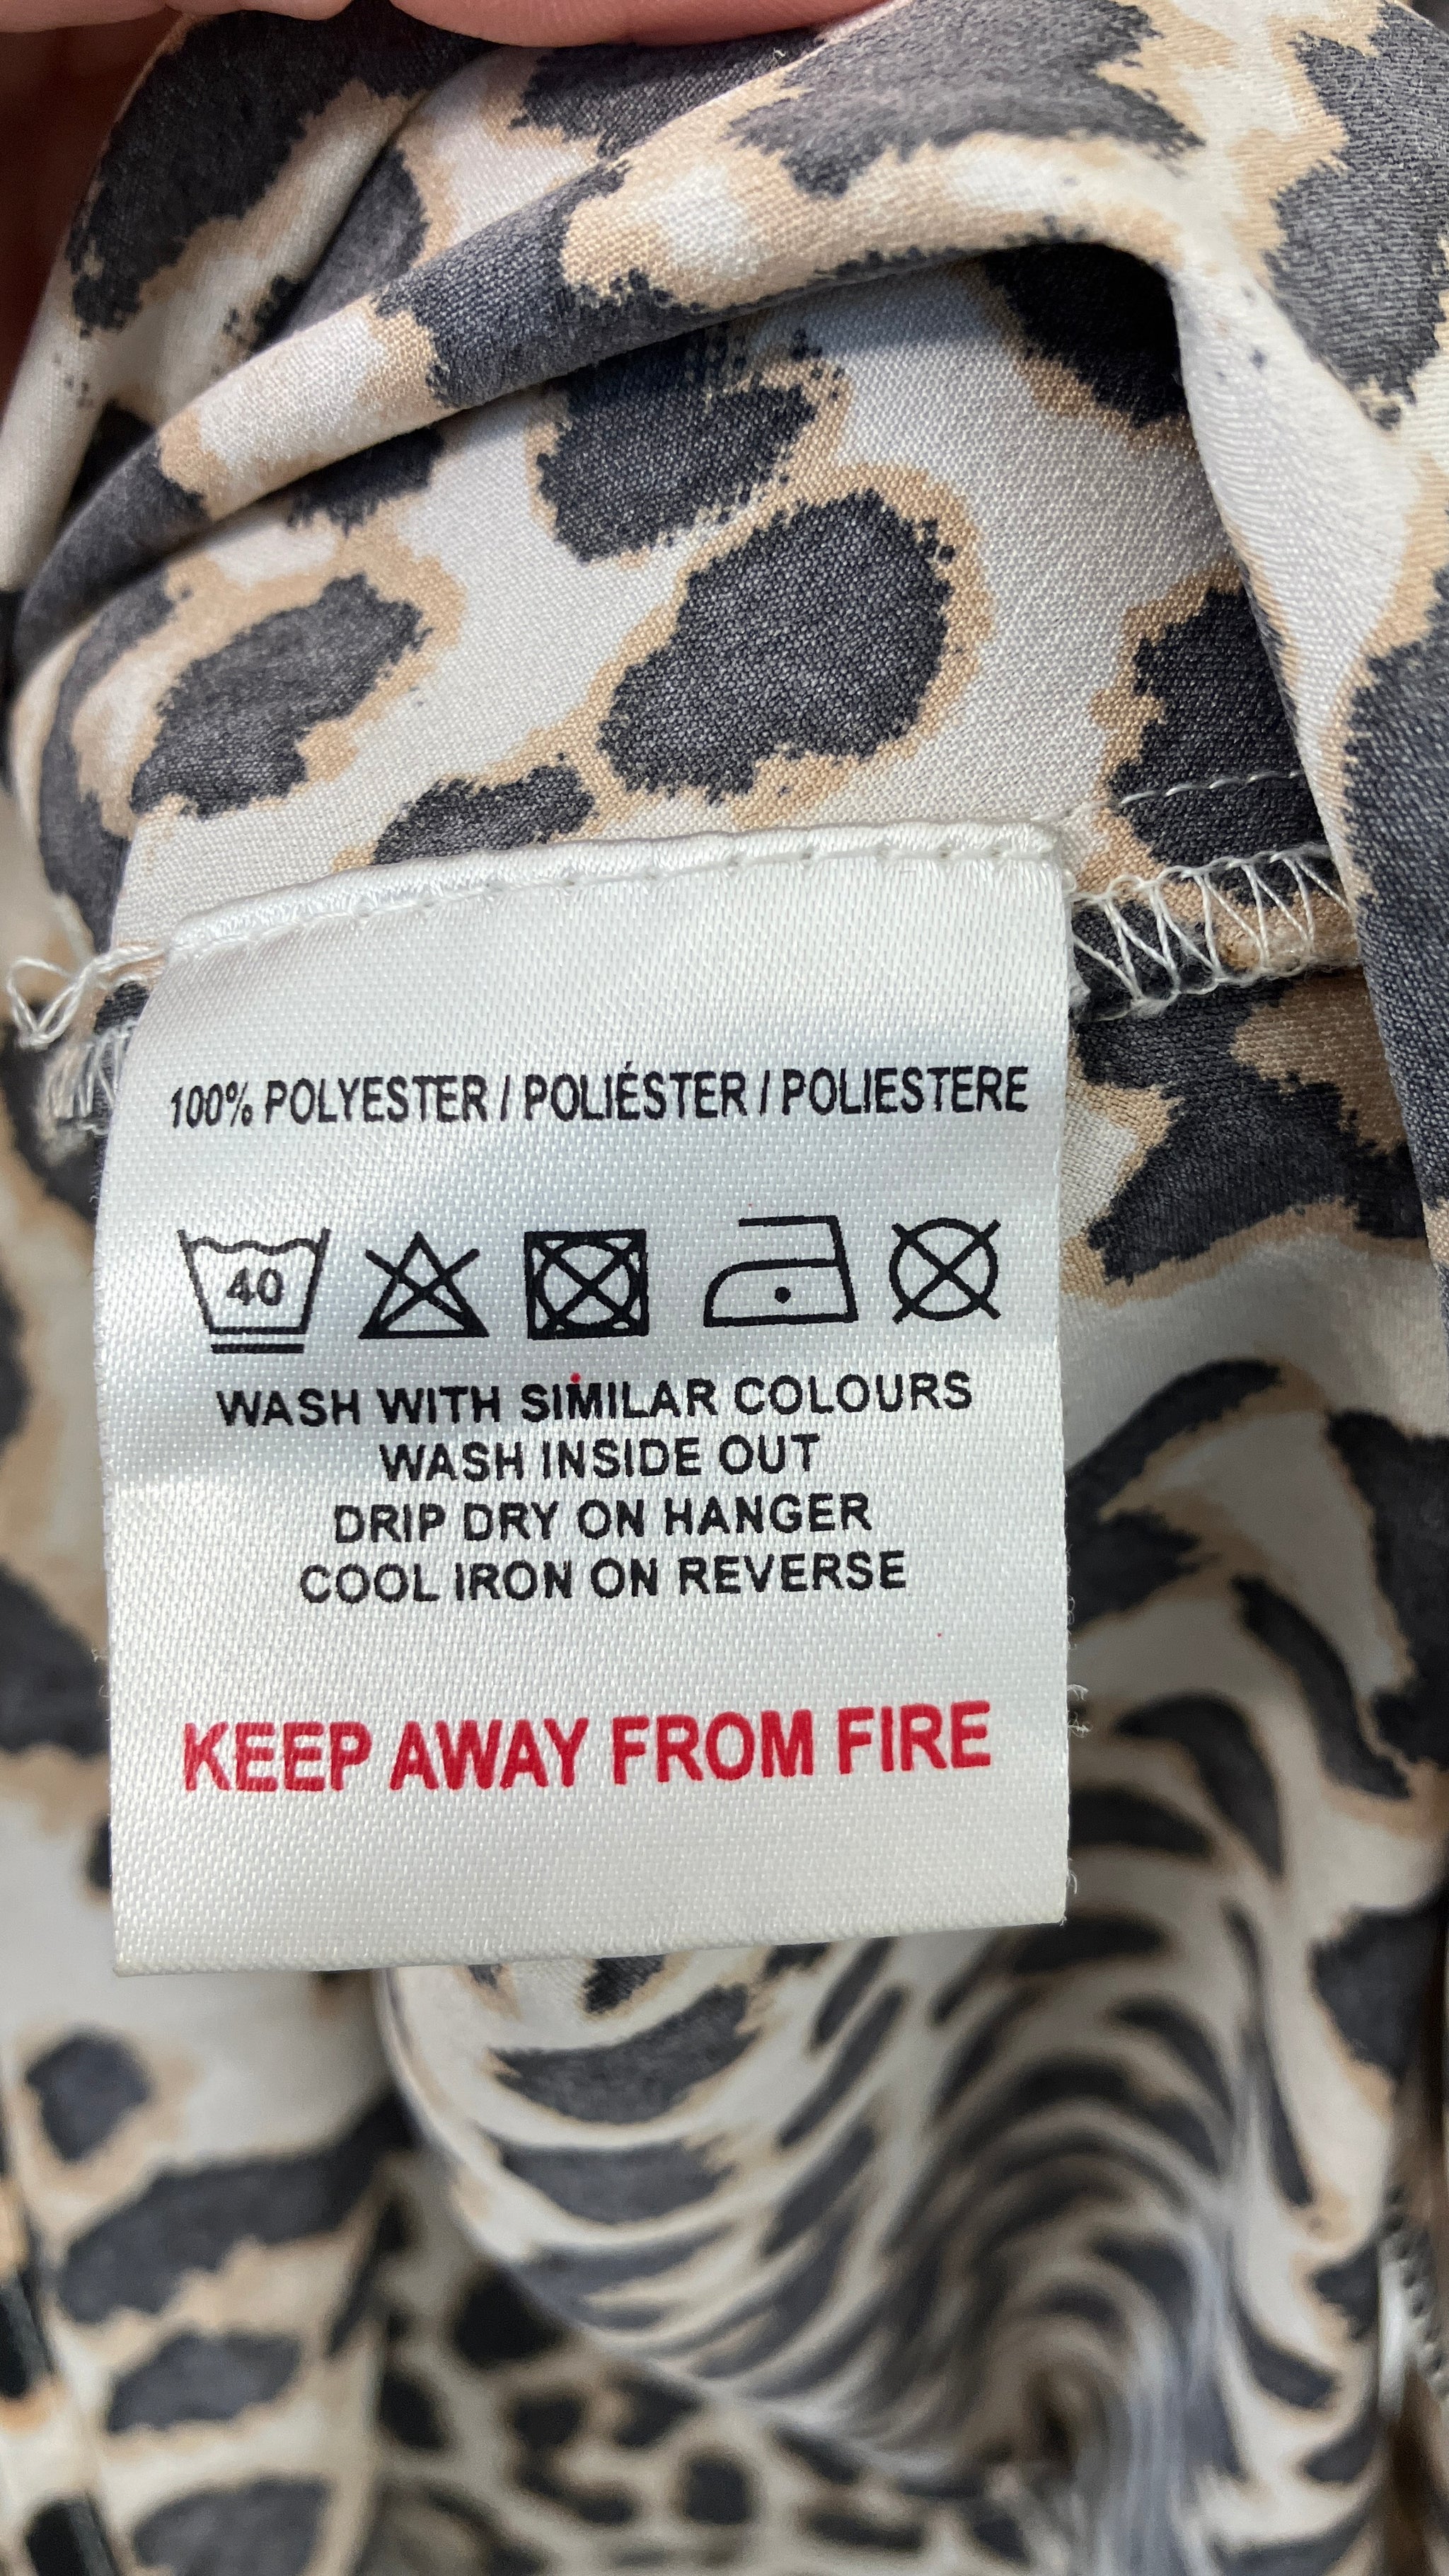 100% POLYESTER / POLIÉSTER / POLIESTERE
40
WASH WITH SIMILAR COLOURS
WASH INSIDE OUT
DRIP DRY ON HANGER
COOL IRON ON REVERSE
KEEP AWAY FROM FIRE